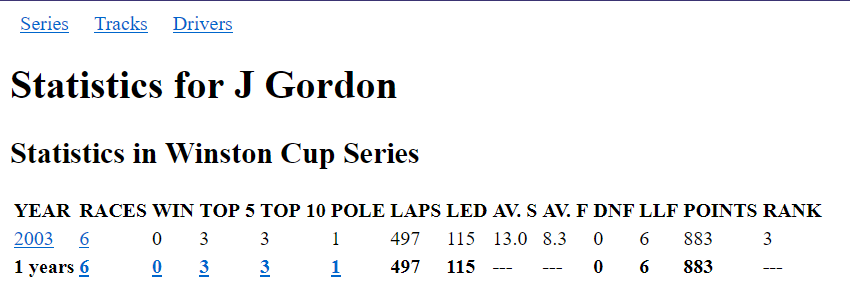 Series Tracks Drivers
Statistics for J Gordon
Statistics in Winston Cup Series
YEAR RACES WIN TOP 5 TOP 10 POLE LAPS LED AV. S AV. F DNF LLF POINTS RANK
2003 6 0 3 3 1 497 115 13.0 8.3 0 6 883 3
1 years 6 0 3 3 1 497 115 --- --- 0 6 883 ---